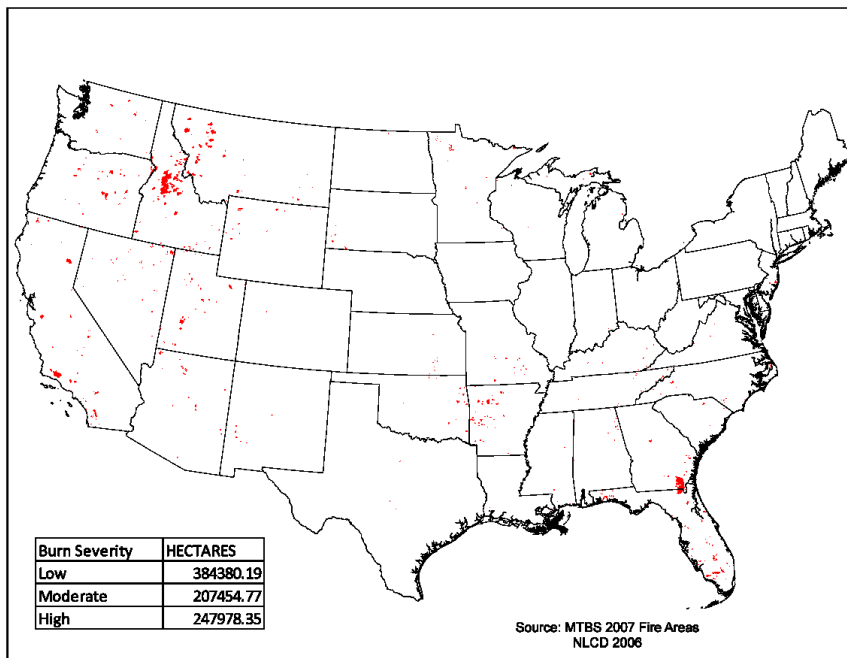 Burn Severity HECTARES
Low 384380.19
Moderate 207454.77
High 247978.35
Source: MTBS 2007 Fire Areas
NLCD 2006